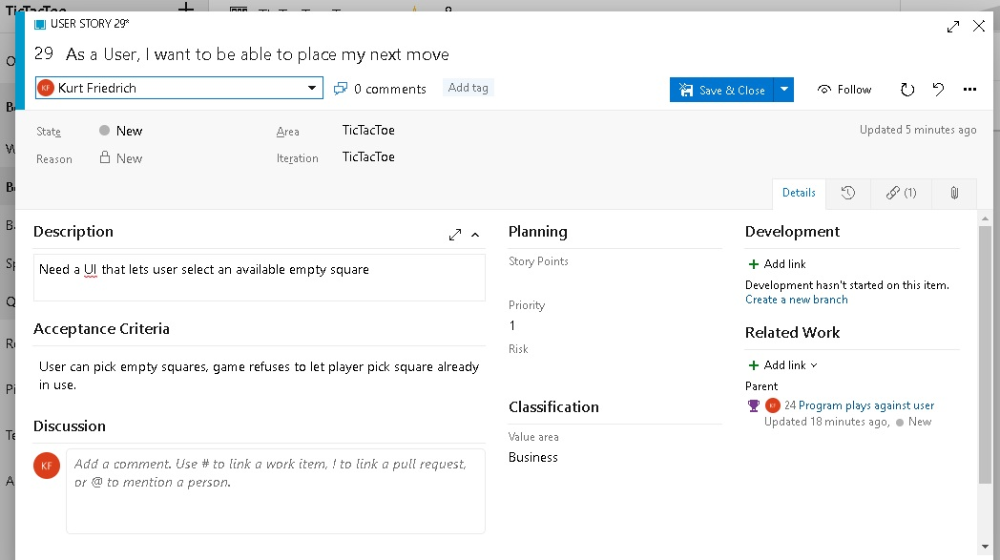 USER STORY 29*
29 As a User, I want to be able to place my next move
KF Kurt Friedrich
0 comments
Add tag
Save & Close
Follow
State
New
Area
TicTacToe
Updated 5 minutes ago
Reason
New
Iteration
TicTacToe
Details
(1)
Description
Need a UI that lets user select an available empty square
Acceptance Criteria
User can pick empty squares, game refuses to let player pick square already
in use.
Discussion
KF
Add a comment. Use # to link a work item, ! to link a pull request,
or @ to mention a person.
Planning
Story Points
Priority
1
Risk
Classification
Value area
Business
Development
+ Add link
Development hasn't started on this item.
Create a new branch
Related Work
+ Add link
Parent
KF 24 Program plays against user
Updated 18 minutes ago, New